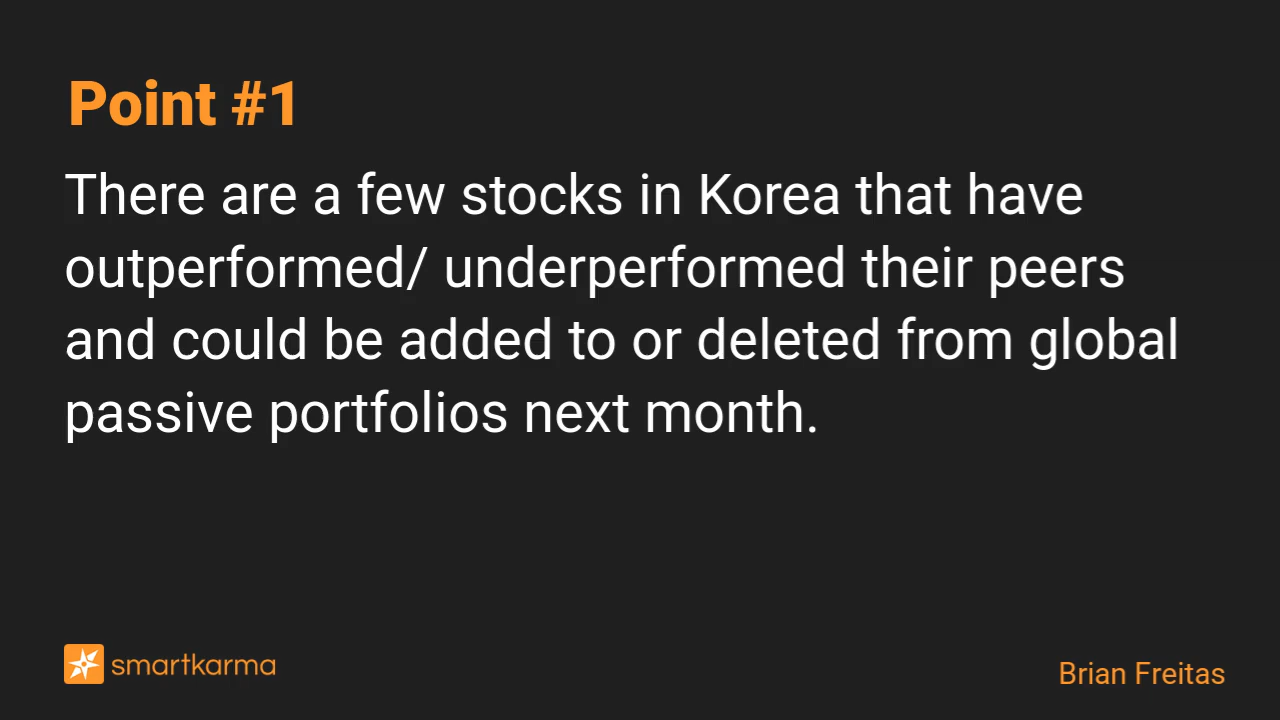 Point #1
There are a few stocks in Korea that have
outperformed/ underperformed their peers
and could be added to or deleted from global
passive portfolios next month.
smartkarma
Brian Freitas